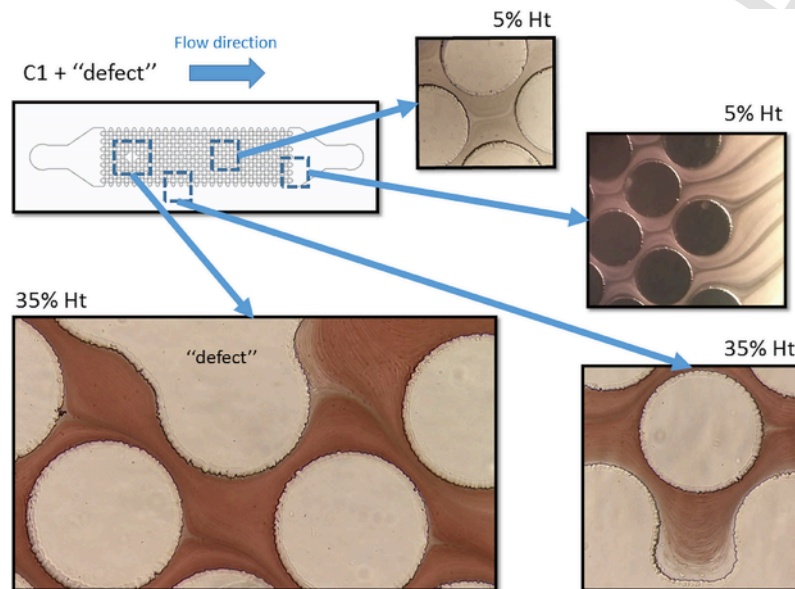 5% Ht
Flow direction
C1 + “defect”
5% Ht
35% Ht
“defect”
35% Ht